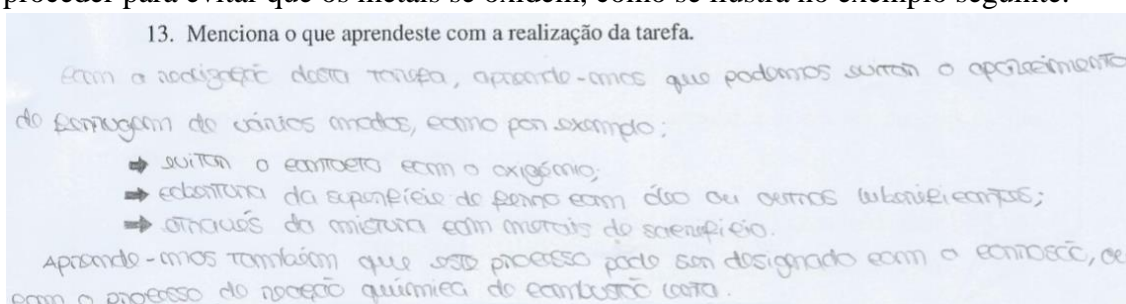 proceder para evitar que os metais se oxidem, como se ilustra no exemplo seguinte.
13. Menciona o que aprendeste com a realização da tarefa.
Com a realização desta tarefa, aprende-mos que podemos evitar o aparecimento
de ferrugem de vários modos, como por exemplo:
➡ evitar o contacto com o oxigénio;
➡ cobertura da superfície do ferro com óleo ou outros lubrificantes;
➡ através da mistura com metais de sacrifício.
Aprende-mos também que este processo pode ser designado com a corrosão,
com o processo de reacção química de combustão lenta.